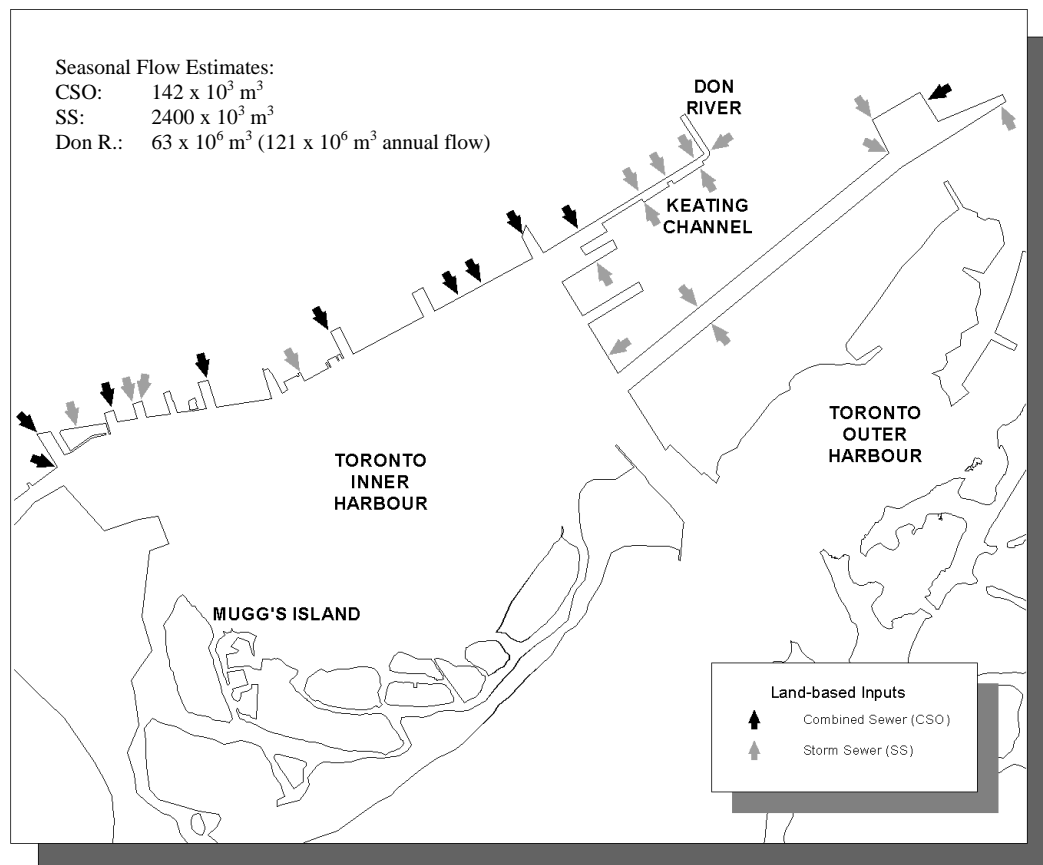 Seasonal Flow Estimates:
CSO: 142 x 10³ m³
SS: 2400 x 10³ m³
Don R.: 63 x 10⁶ m³ (121 x 10⁶ m³ annual flow)
DON
RIVER
KEATING
CHANNEL
TORONTO
OUTER
HARBOUR
TORONTO
INNER
HARBOUR
MUGG'S ISLAND
Land-based Inputs
Combined Sewer (CSO)
Storm Sewer (SS)